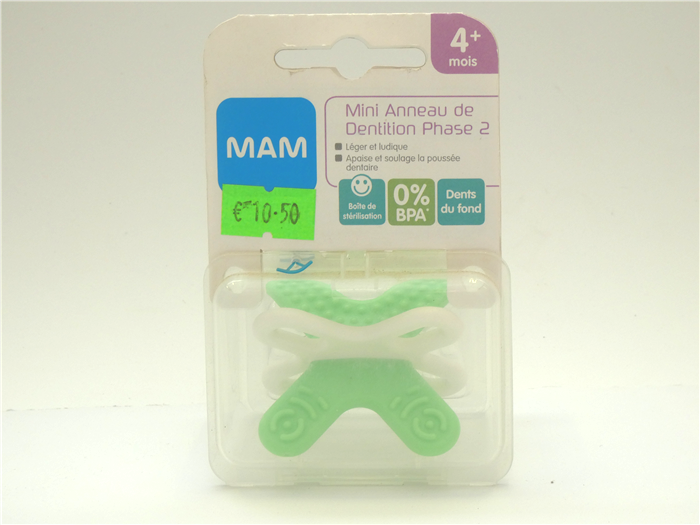 4+
mois
MAM
Mini Anneau de
Dentition Phase 2
Léger et ludique
Apaise et soulage la poussée
dentaire
€ 10.50
Boîte de
stérilisation
0%
BPA*
Dents
du fond